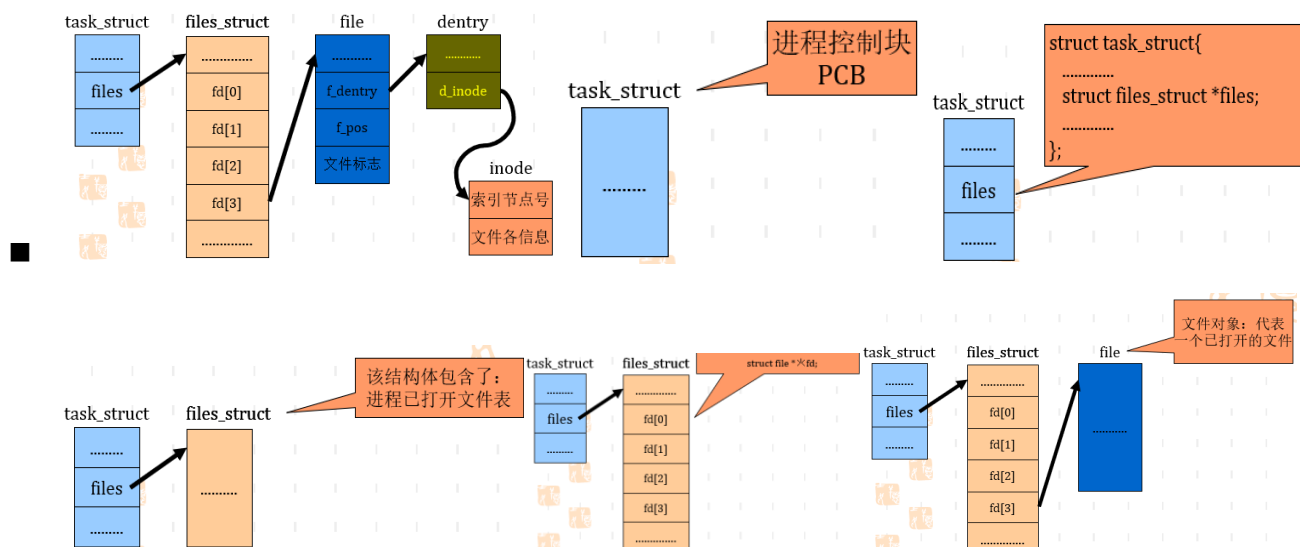 task_struct
.........
files
.........
files_struct
..............
fd[0]
fd[1]
fd[2]
fd[3]
..............
file
...........
f_dentry
f_pos
文件标志
dentry
............
d_inode
inode
索引节点号
文件各信息
进程控制块
PCB
task_struct
.........
task_struct
.........
files
.........
struct task_struct{
.............
struct files_struct *files;
.............
};
task_struct
.........
files
.........
files_struct
..........
该结构体包含了：
进程已打开文件表
task_struct
.........
files
.........
files_struct
..............
fd[0]
fd[1]
fd[2]
fd[3]
..............
struct file **fd;
task_struct
.........
files
.........
files_struct
..............
fd[0]
fd[1]
fd[2]
fd[3]
..............
file
..........
文件对象：代表
一个已打开的文件